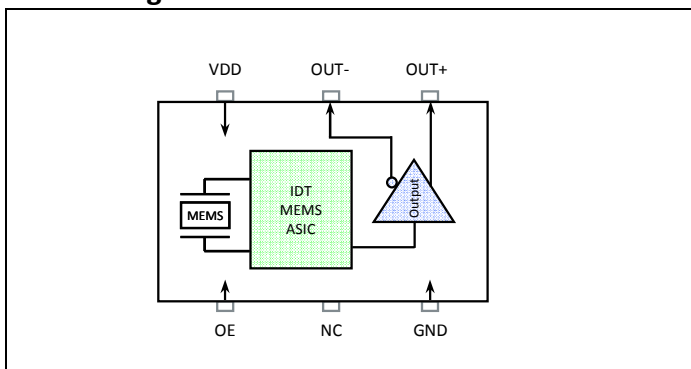 VDD OUT- OUT+
IDT
MEMS
ASIC
MEMS
Output
OE NC GND